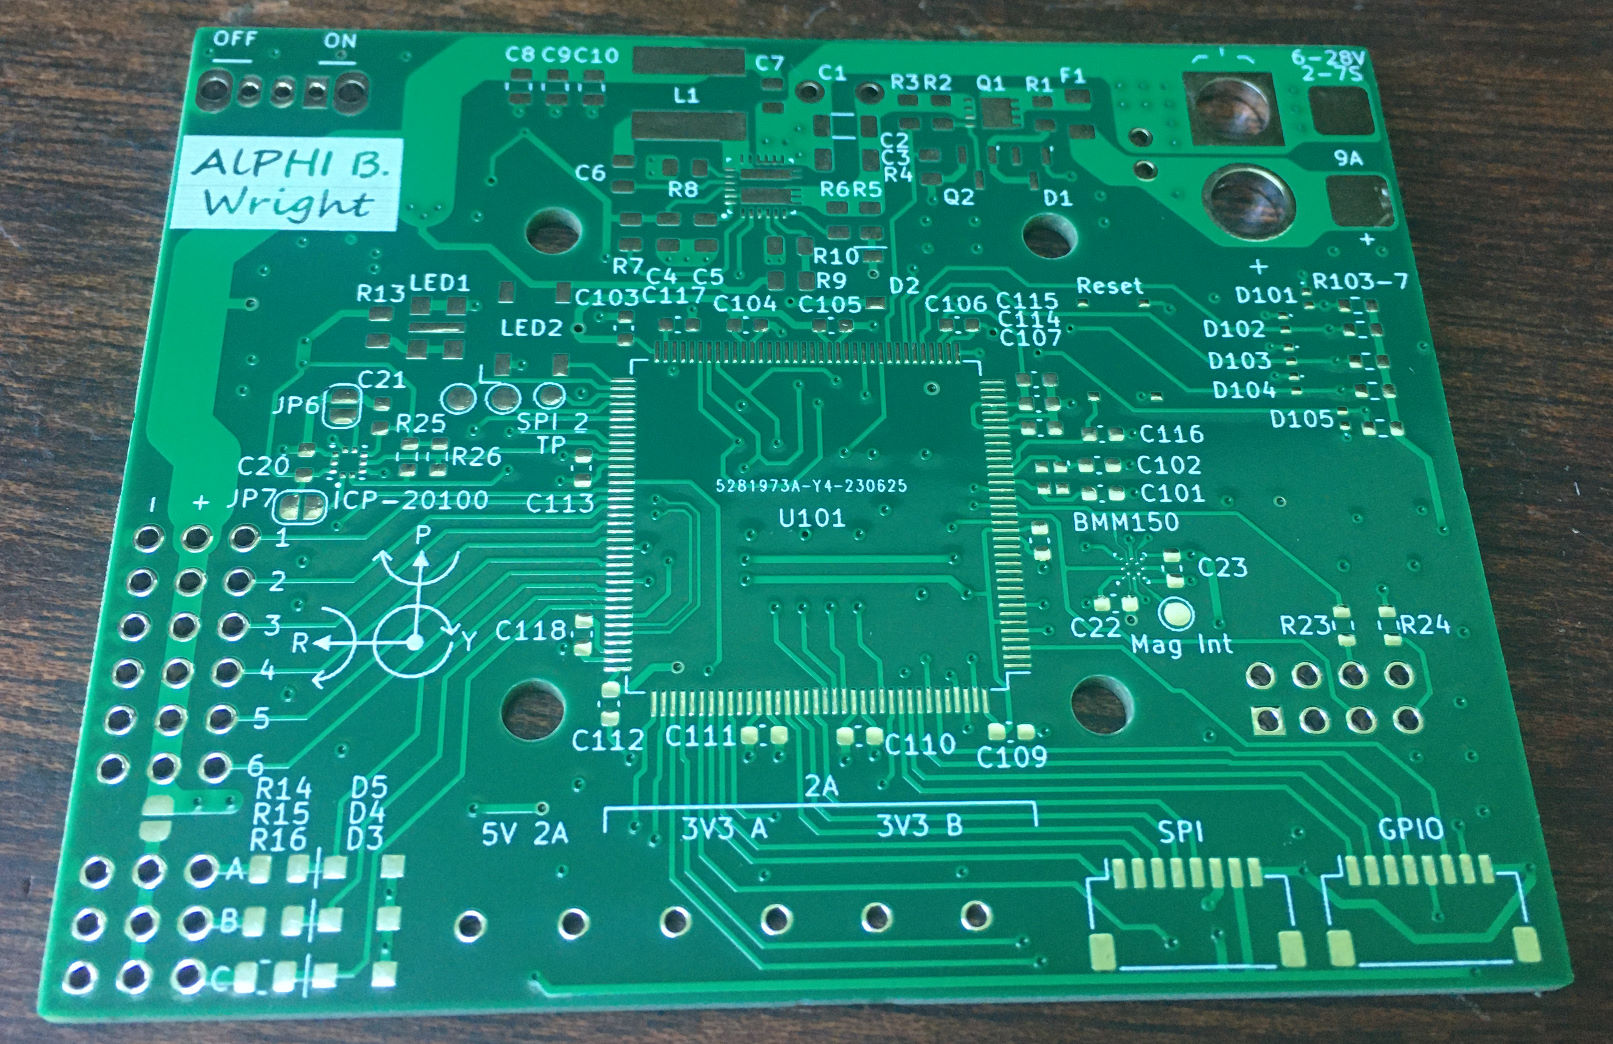 OFF ON
C8 C9 C10
C7
C1
L1
R3 R2 Q1 R1 F1
6-28V
2-7S
ALPHI B.
Wright
C6
R8
C2
C3
R4
R6 R5
Q2
D1
9A
+
+
R10
R9
R7
C4
C5
D2
LED1
R13
LED2
C103
C117
C104
C105
C106
C115
C114
C107
Reset
R103-7
D101
D102
D103
D104
D105
C21
JP6
L
SPI 2
TP
R25
R26
C20
JP7
ICP-20100
C113
C116
C102
C101
5281973A-Y4-230625
U101
BMM150
C23
C22
Mag Int
- +
1
2
3
4
5
6
P
R
Y
C118
R23
R24
C112
C111
C110
C109
R14 D5
R15 D4
R16 D3
A
B
C
5V 2A
2A
3V3 A
3V3 B
SPI
GPIO